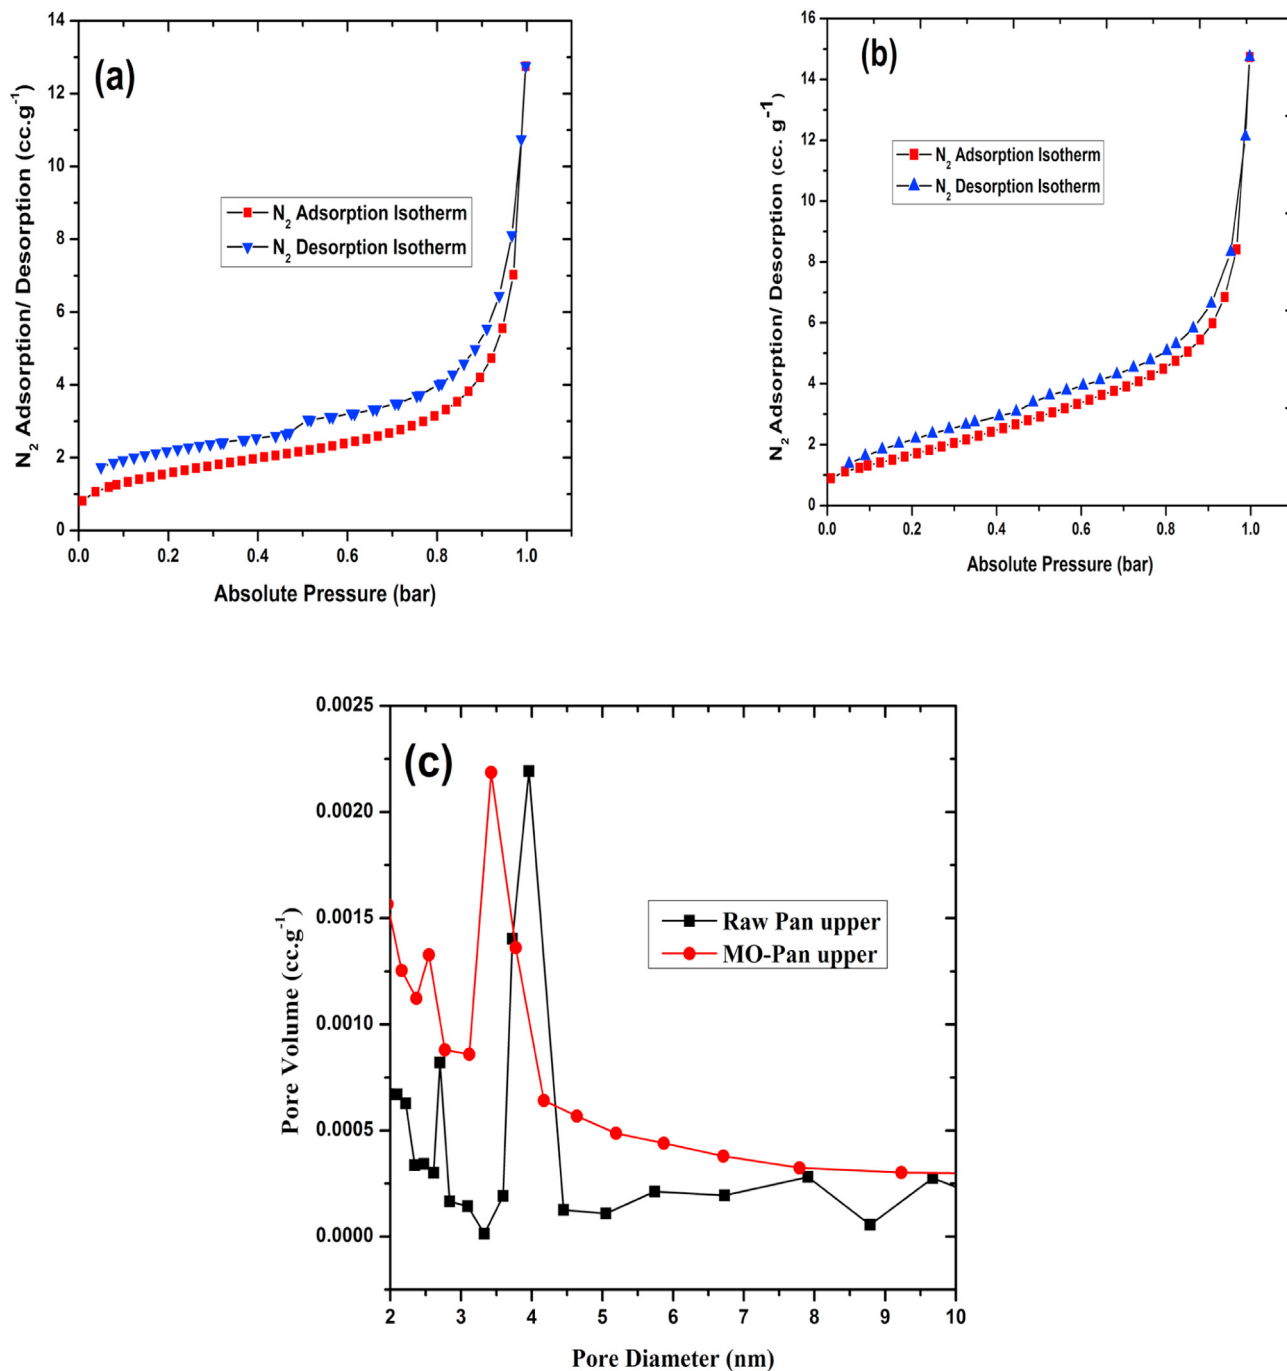 (a)
N2 Adsorption/ Desorption (cc.g-1)
14
12
10
8
6
4
2
0
N2 Adsorption Isotherm
N2 Desorption Isotherm
0.0 0.2 0.4 0.6 0.8 1.0
Absolute Pressure (bar)
(b)
N2 Adsorption/ Desorption (cc. g-1)
16
14
12
10
8
6
4
2
0
N2 Adsorption Isotherm
N2 Desorption Isotherm
0.0 0.2 0.4 0.6 0.8 1.0
Absolute Pressure (bar)
(c)
Pore Volume (cc.g-1)
0.0025
0.0020
0.0015
0.0010
0.0005
0.0000
Raw Pan upper
MO-Pan upper
2 3 4 5 6 7 8 9 10
Pore Diameter (nm)